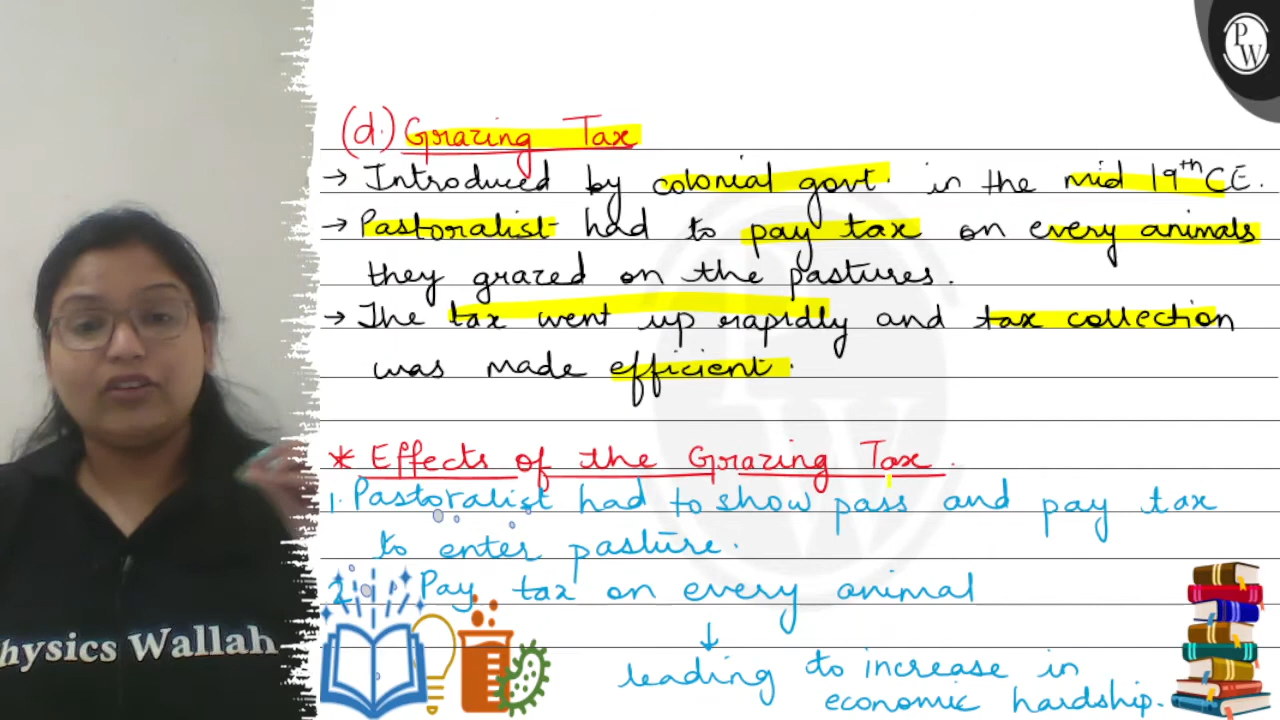 PW
(d.) Grazing Tax
→ Introduced by colonial govt. in the mid 19th CE.
→ Pastoralist had to pay tax on every animals
they grazed on the pastures.
→ The tax went up rapidly and tax collection
was made efficient.
PW
* Effects of the Grazing Tax.
1. Pastoralist had to show pass and pay tax
to enter pasture.
2. Pay tax on every animal
↓
leading to increase in
economic hardship.
hysics Wallah